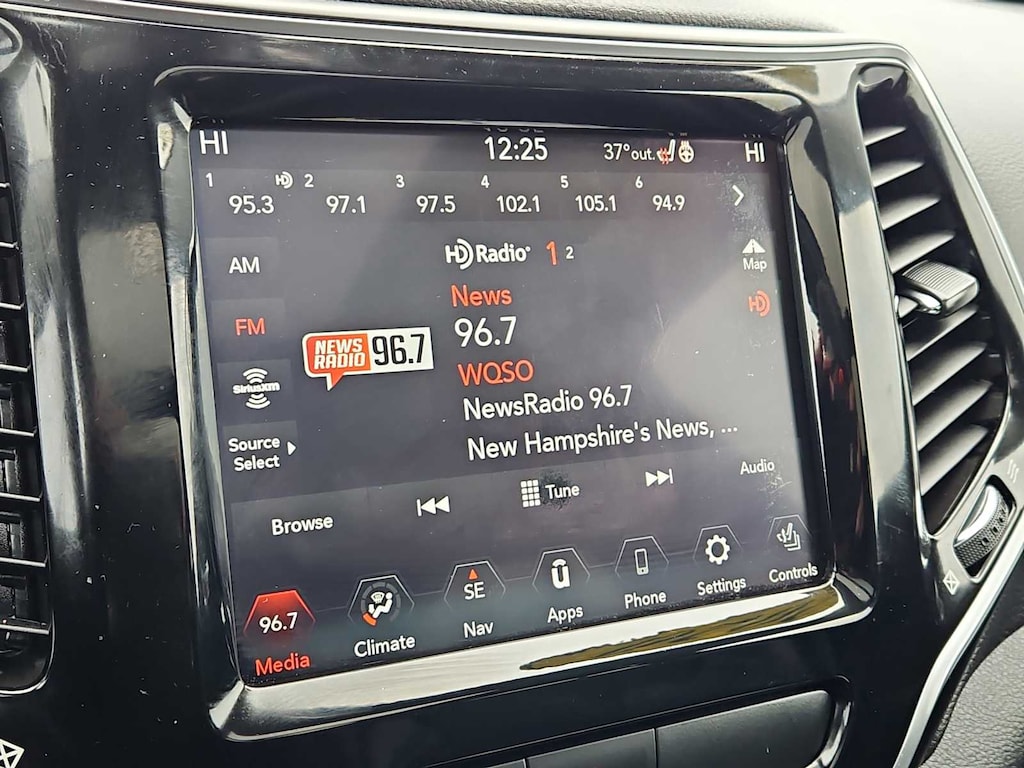 HI 12:25 37°out. HI
1 HD 2 3 4 5 6
95.3 97.1 97.5 102.1 105.1 94.9
AM
HD Radio 1 2
Map
News
FM
HD
NEWS
RADIO 96.7
96.7
SiriusXM
WQSO
NewsRadio 96.7
New Hampshire's News, ...
Source
Select
Browse
Tune
Audio
96.7
Media
Climate
SE
Nav
Apps
Phone
Settings
Controls